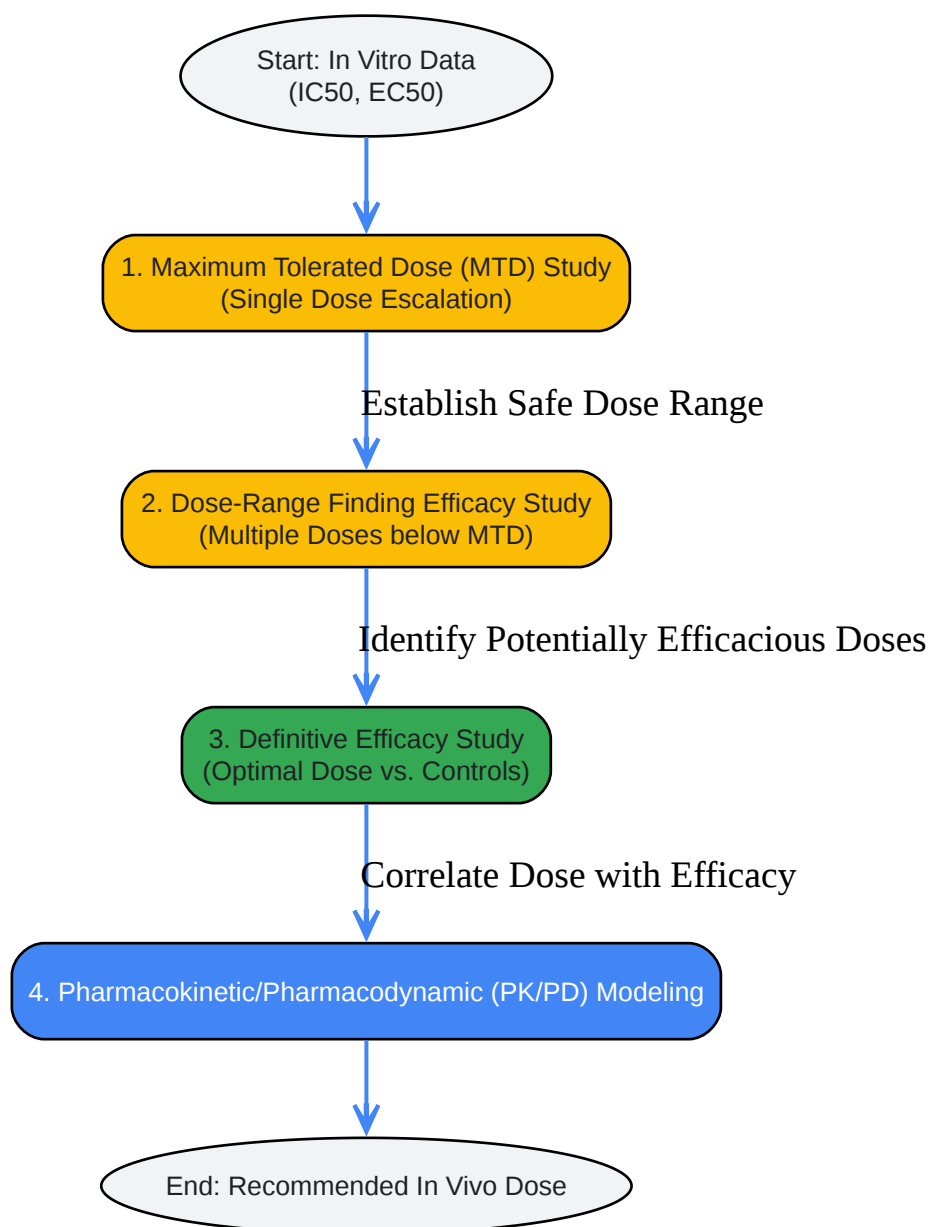 Start: In Vitro Data
(IC50, EC50)
1. Maximum Tolerated Dose (MTD) Study
(Single Dose Escalation)
Establish Safe Dose Range
2. Dose-Range Finding Efficacy Study
(Multiple Doses below MTD)
Identify Potentially Efficacious Doses
3. Definitive Efficacy Study
(Optimal Dose vs. Controls)
Correlate Dose with Efficacy
4. Pharmacokinetic/Pharmacodynamic (PK/PD) Modeling
End: Recommended In Vivo Dose